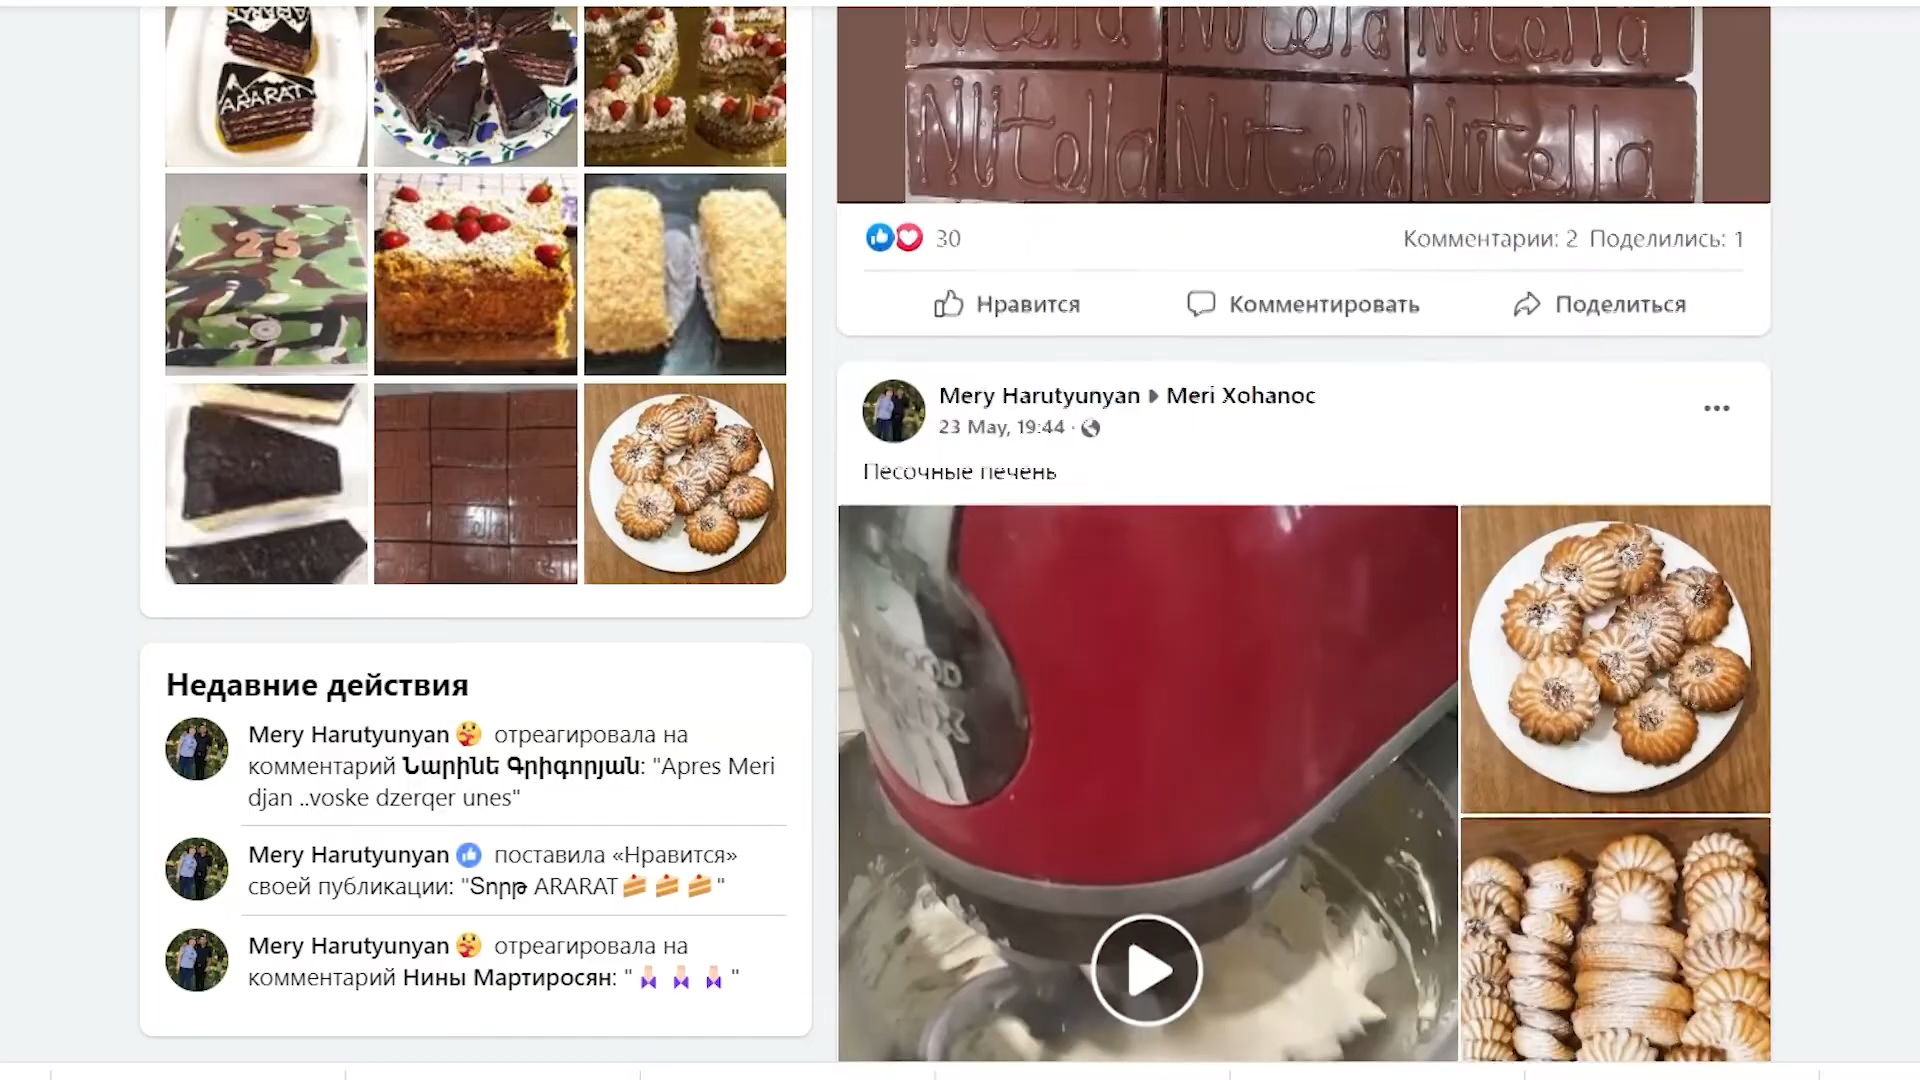 ARARAT
ARARAT
25
Nutella
Nutella Nutella Nutella
Nutella Nutella Nutella
30
Комментарии: 2 Поделились: 1
Нравится Комментировать Поделиться
Mery Harutyunyan Meri Xohanoc
23 May, 19:44 ·
Песочные печень
Недавние действия
Mery Harutyunyan отреагировала на
комментарий Նարինե Գրիգորյան: "Apres Meri
djan ..voske dzerqer unes"
Mery Harutyunyan поставила «Нравится»
своей публикации: "Տորթ ARARAT🍰🍰🍰"
Mery Harutyunyan отреагировала на
комментарий Нины Мартиросян: " "